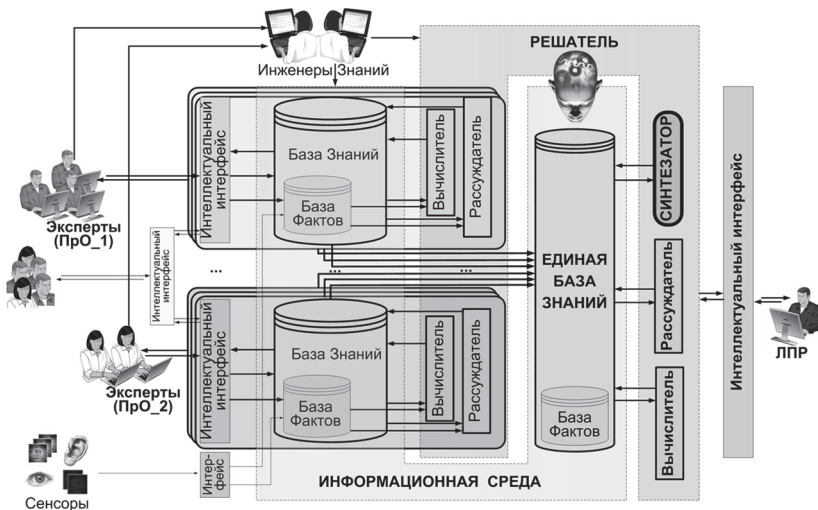 РЕШАТЕЛЬ
Инженеры Знаний
Интеллектуальный
интерфейс
База Знаний
База
Фактов
Вычислитель
Рассуждатель
Эксперты
(ПрО_1)
Интеллектуальный
интерфейс
...
...
...
ЕДИНАЯ
БАЗА
ЗНАНИЙ
База
Фактов
СИНТЕЗАТОР
Рассуждатель
Вычислитель
Интеллектуальный интерфейс
ЛПР
Интеллектуальный
интерфейс
База Знаний
База
Фактов
Вычислитель
Рассуждатель
Эксперты
(ПрО_2)
Интер-
фейс
Сенсоры
ИНФОРМАЦИОННАЯ СРЕДА